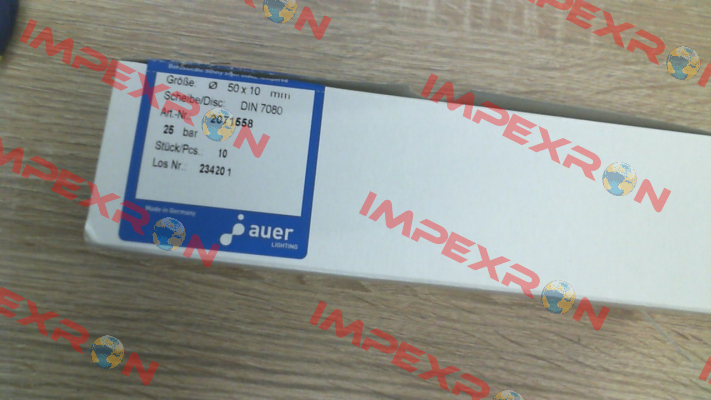 Größe: Ø 50 x 10 mm
Scheibe/Disc: DIN 7080
Art.-Nr. 2071558
25 bar
Stück/Pcs.: 10
Los Nr.: 23420 1
Made in Germany
auer
LIGHTING
IMPEXRON
IMPEXRON
IMPEXRON
IMPEXRON
IMPEXRON
IMPEXRON
IMPEXRON